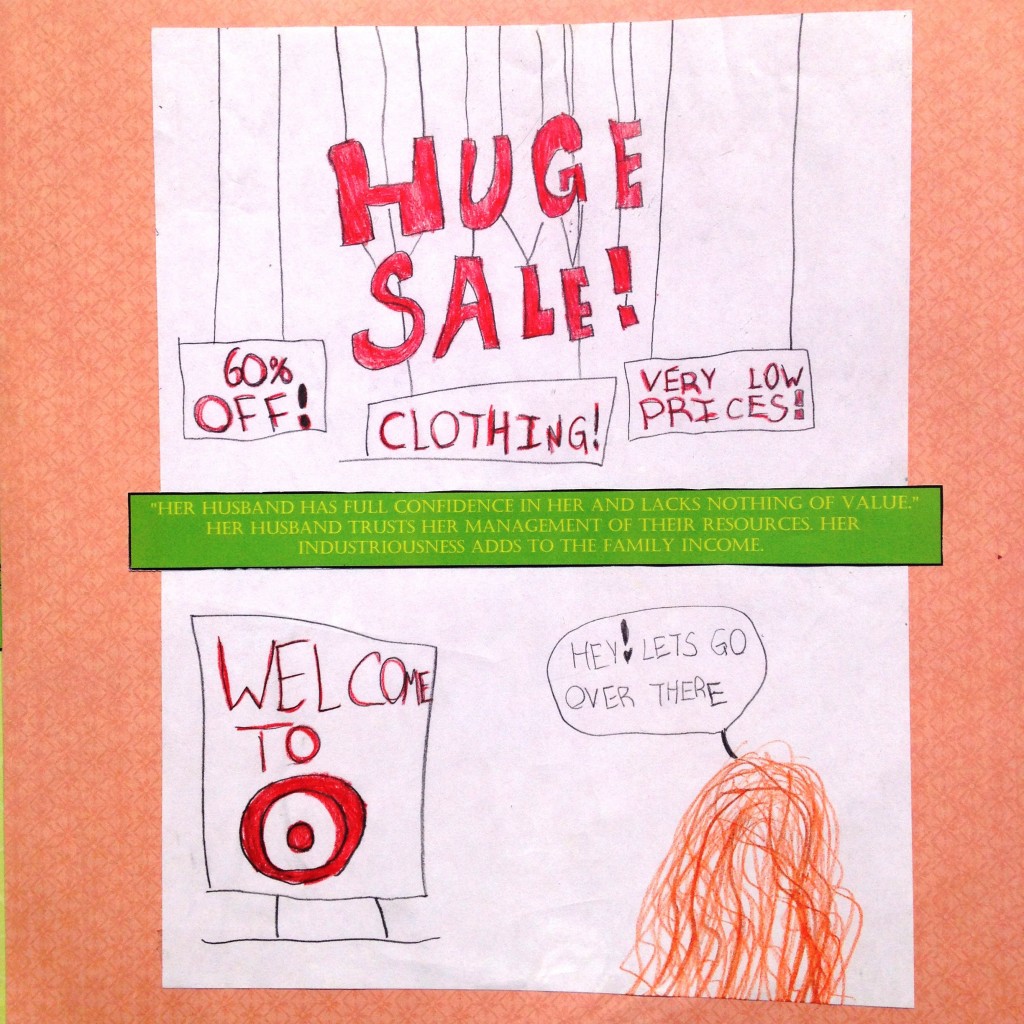 HUGE
SALE!
60%
OFF!
CLOTHING!
VERY LOW
PRICES!
"HER HUSBAND HAS FULL CONFIDENCE IN HER AND LACKS NOTHING OF VALUE."
HER HUSBAND TRUSTS HER MANAGEMENT OF THEIR RESOURCES. HER
INDUSTRIOUSNESS ADDS TO THE FAMILY INCOME.
WELCOME
TO
HEY! LETS GO
OVER THERE